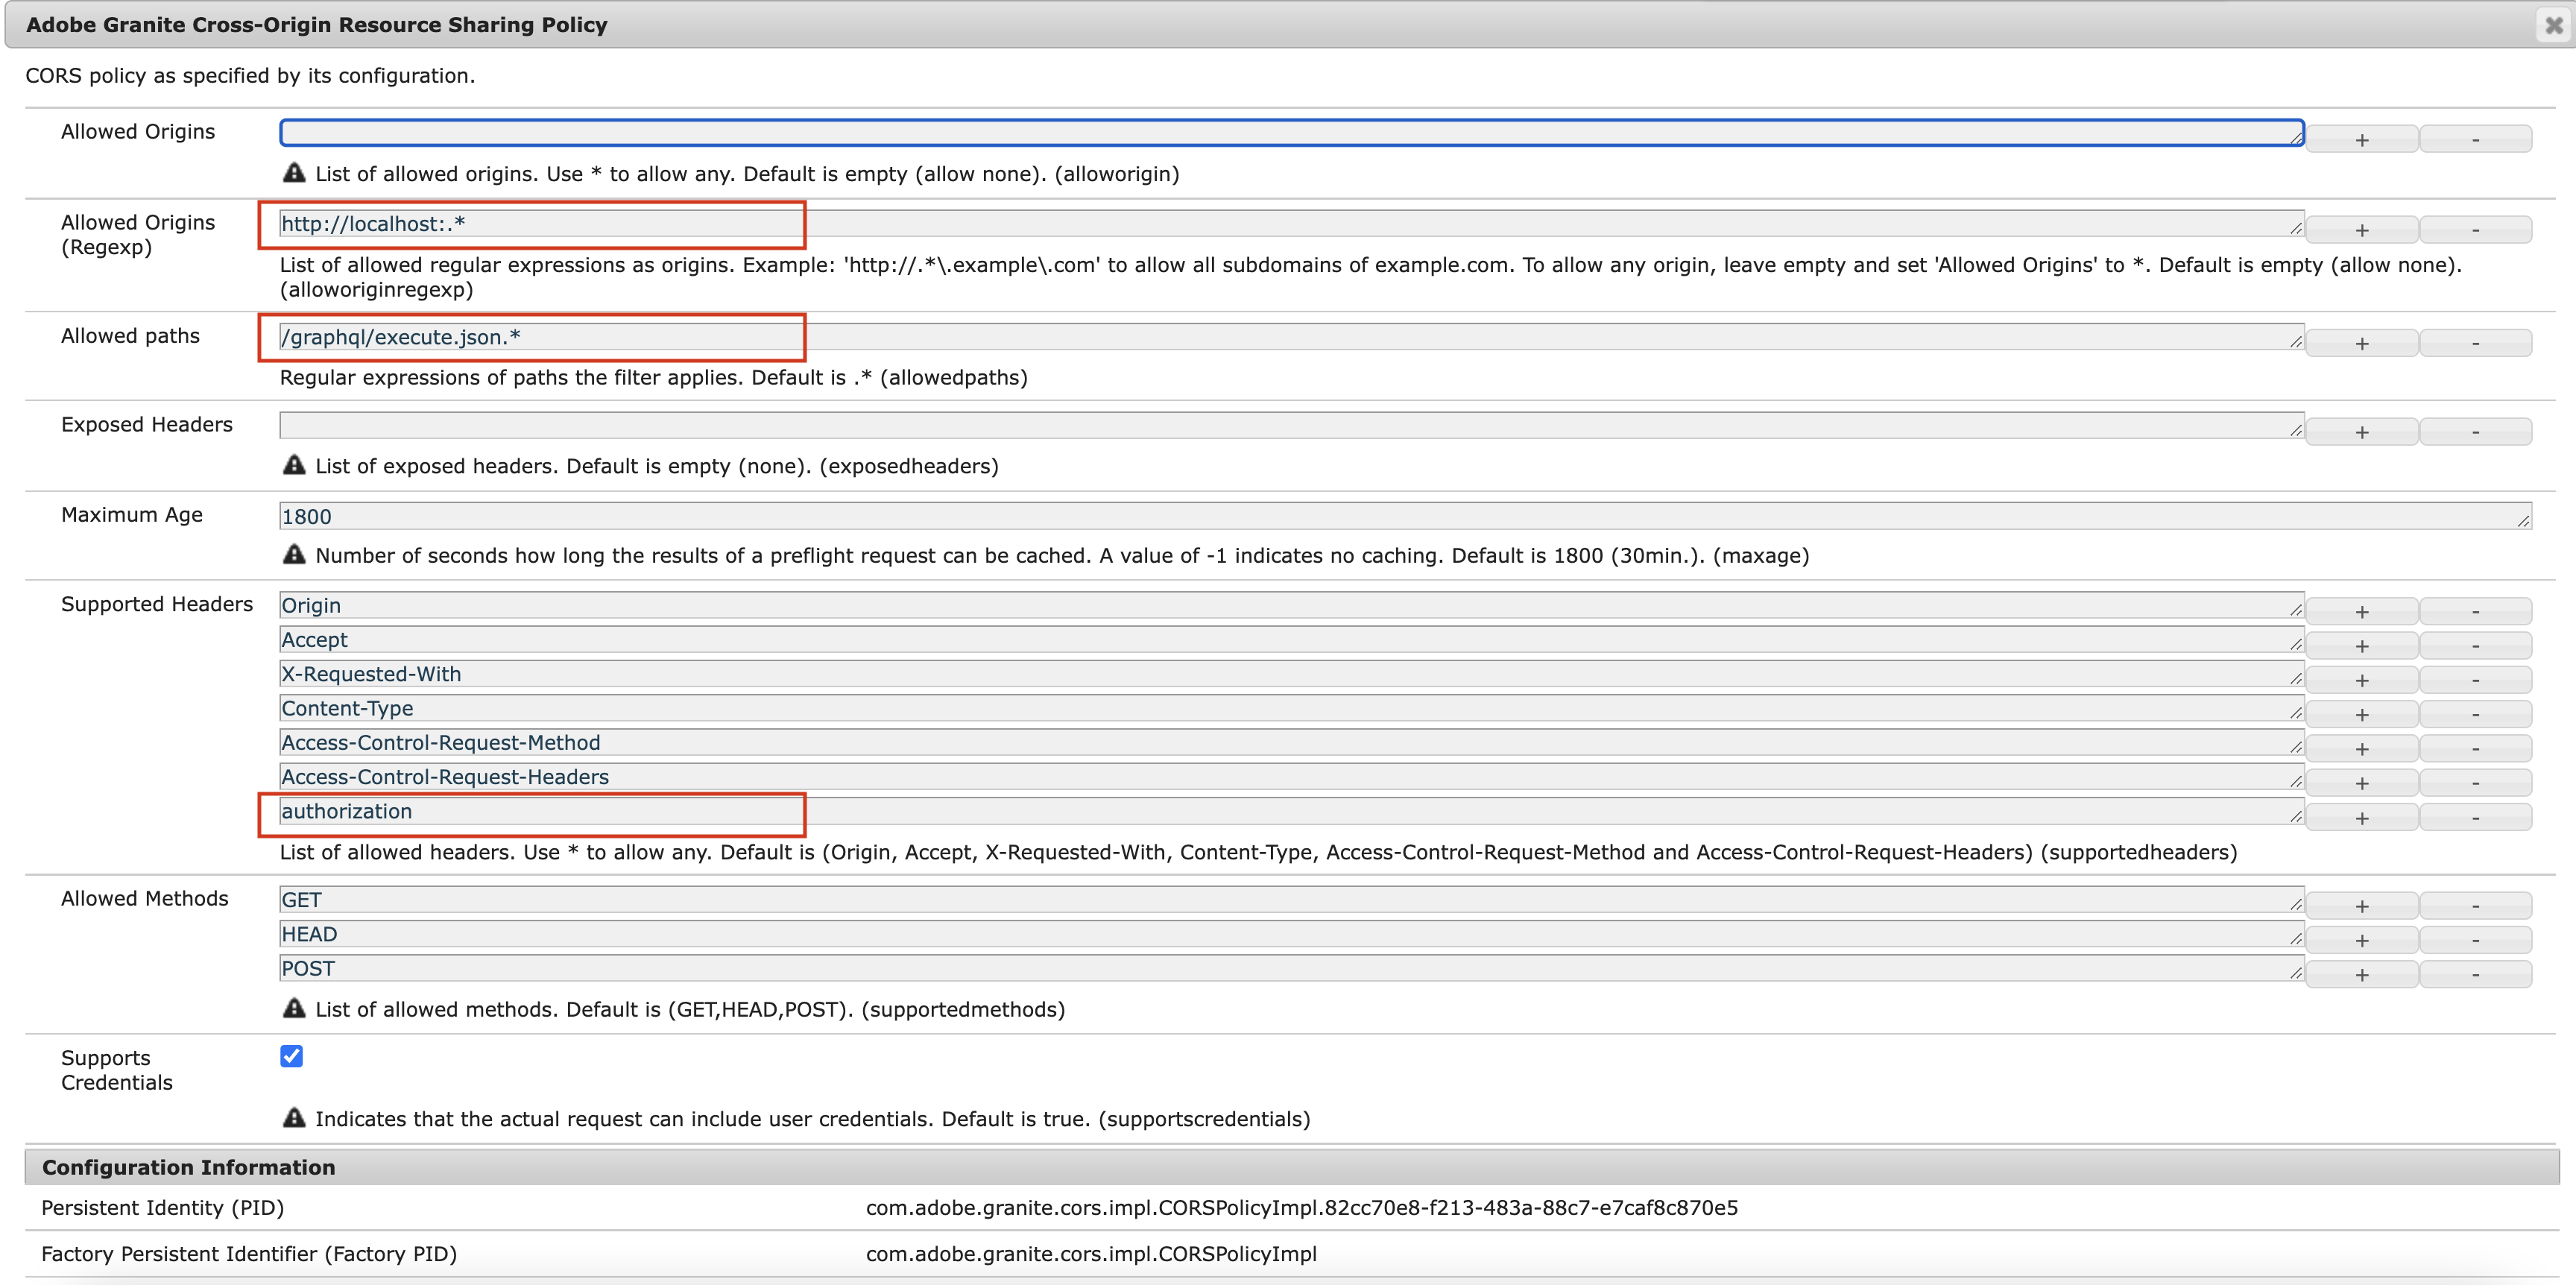 Adobe Granite Cross-Origin Resource Sharing Policy
CORS policy as specified by its configuration.
Allowed Origins
+ -
List of allowed origins. Use * to allow any. Default is empty (allow none). (alloworigin)
Allowed Origins (Regexp)
http://localhost:.*
+ -
List of allowed regular expressions as origins. Example: 'http://.*\.example\.com' to allow all subdomains of example.com. To allow any origin, leave empty and set 'Allowed Origins' to *. Default is empty (allow none).
(alloworiginregexp)
Allowed paths
/graphql/execute.json.*
+ -
Regular expressions of paths the filter applies. Default is .* (allowedpaths)
Exposed Headers
+ -
List of exposed headers. Default is empty (none). (exposedheaders)
Maximum Age
1800
Number of seconds how long the results of a preflight request can be cached. A value of -1 indicates no caching. Default is 1800 (30min.). (maxage)
Supported Headers
Origin
+ -
Accept
+ -
X-Requested-With
+ -
Content-Type
+ -
Access-Control-Request-Method
+ -
Access-Control-Request-Headers
+ -
authorization
+ -
List of allowed headers. Use * to allow any. Default is (Origin, Accept, X-Requested-With, Content-Type, Access-Control-Request-Method and Access-Control-Request-Headers) (supportedheaders)
Allowed Methods
GET
+ -
HEAD
+ -
POST
+ -
List of allowed methods. Default is (GET,HEAD,POST). (supportedmethods)
Supports
Credentials
Indicates that the actual request can include user credentials. Default is true. (supportscredentials)
Configuration Information
Persistent Identity (PID) com.adobe.granite.cors.impl.CORSPolicyImpl.82cc70e8-f213-483a-88c7-e7caf8c870e5
Factory Persistent Identifier (Factory PID) com.adobe.granite.cors.impl.CORSPolicyImpl